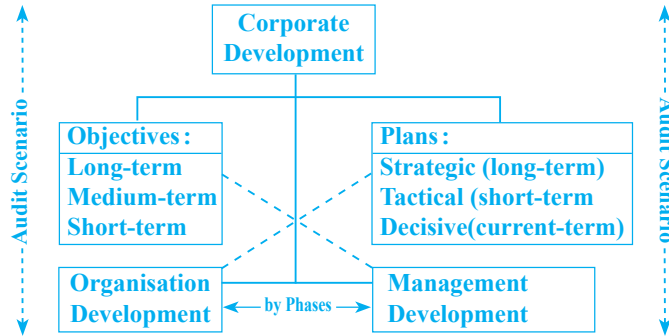 Corporate
Development
Audit Scenario
Objectives :
Long-term
Medium-term
Short-term
Plans :
Strategic (long-term)
Tactical (short-term
Decisive(current-term)
Audit Scenario
Organisation
Development
by Phases
Management
Development